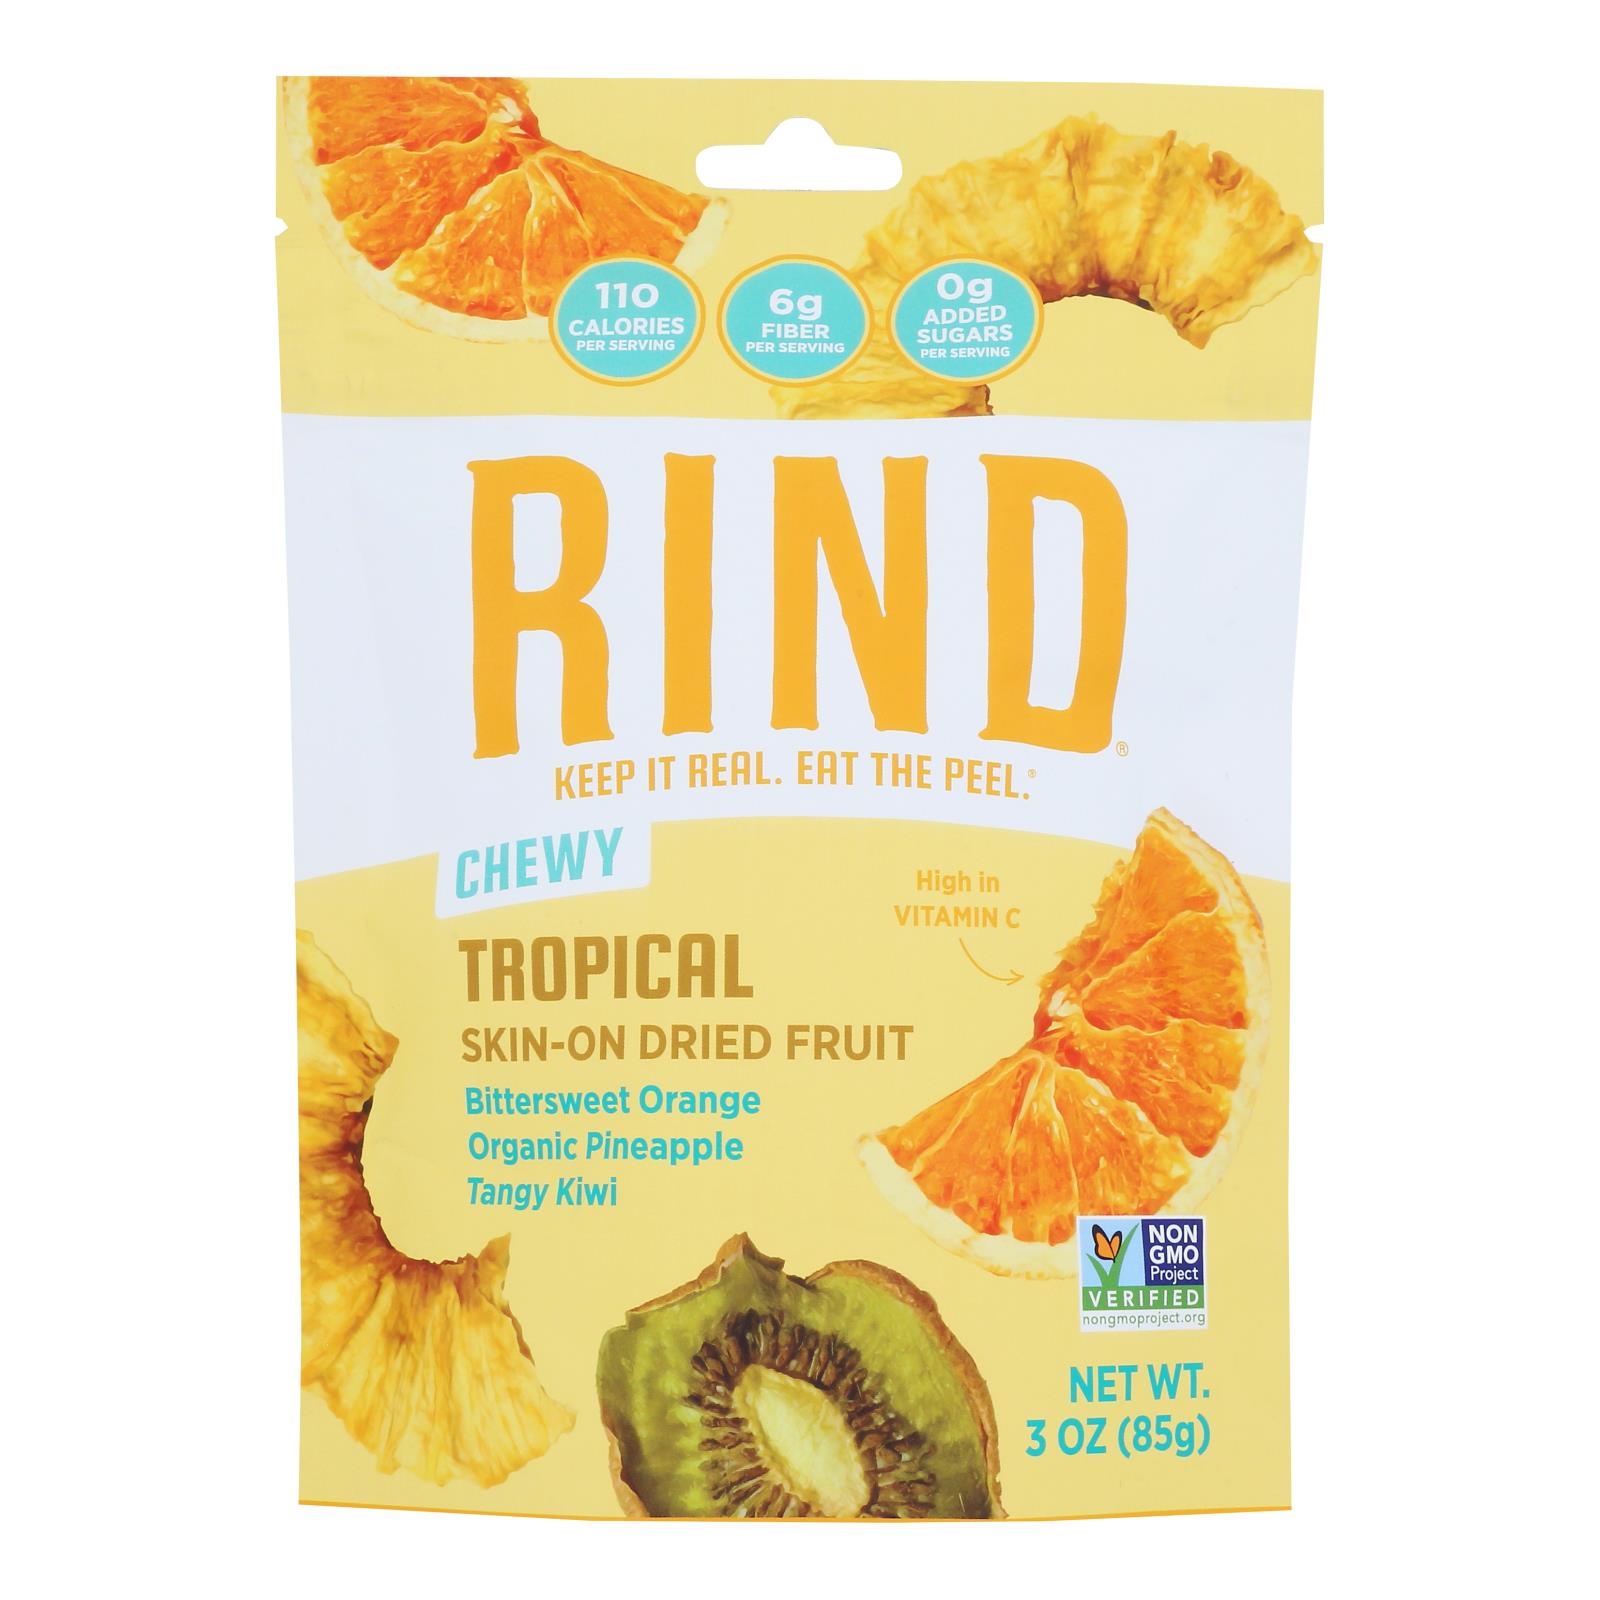 110
CALORIES
PER SERVING
6g
FIBER
PER SERVING
0g
ADDED
SUGARS
PER SERVING
RIND®
KEEP IT REAL. EAT THE PEEL.®
CHEWY
High in
VITAMIN C
TROPICAL
SKIN-ON DRIED FRUIT
Bittersweet Orange
Organic Pineapple
Tangy Kiwi
NON
GMO
Project
VERIFIED
nongmoproject.org
NET WT.
3 OZ (85g)